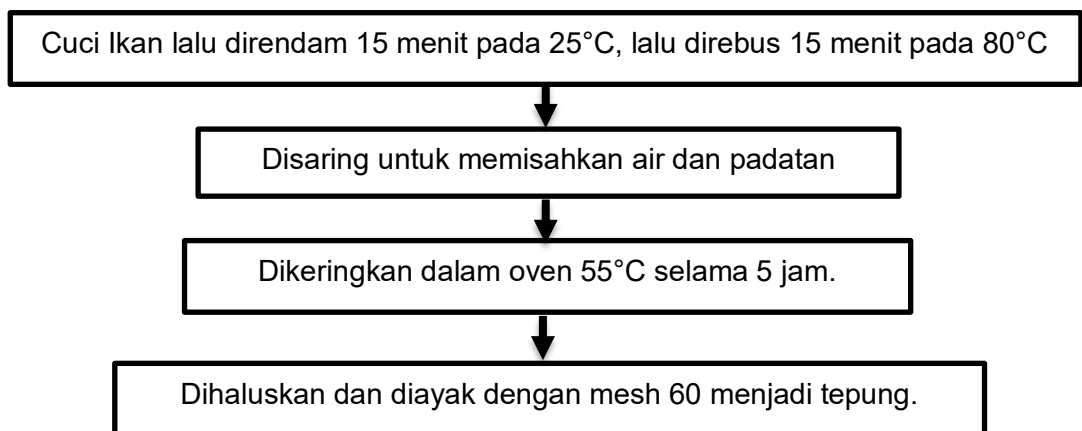 Cuci Ikan lalu direndam 15 menit pada 25°C, lalu direbus 15 menit pada 80°C
Disaring untuk memisahkan air dan padatan
Dikeringkan dalam oven 55°C selama 5 jam.
Dihaluskan dan diayak dengan mesh 60 menjadi tepung.